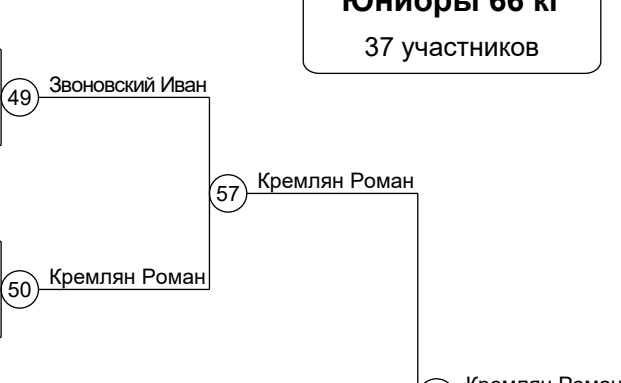 Юниоры 66 кг
37 участников
49 Звоновский Иван
57 Кремлян Роман
50 Кремлян Роман
Кремлян Роман